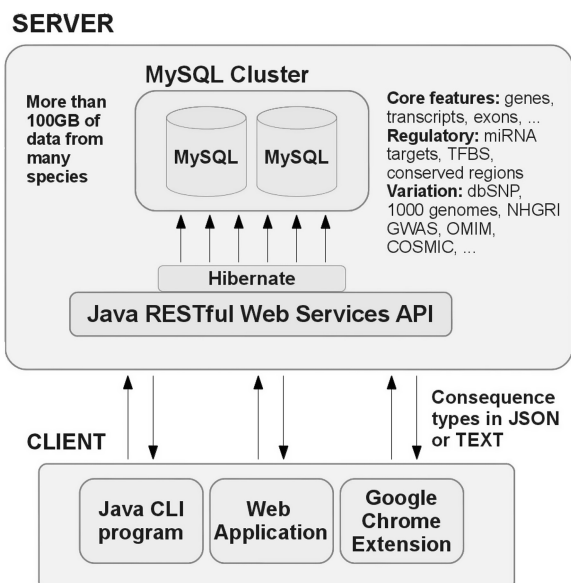 SERVER
MySQL Cluster
More than
100GB of
data from
many
species
MySQL
MySQL
Core features: genes,
transcripts, exons, ...
Regulatory: miRNA
targets, TFBS,
conserved regions
Variation: dbSNP,
1000 genomes, NHGRI
GWAS, OMIM,
COSMIC, ...
Hibernate
Java RESTful Web Services API
Consequence
types in JSON
or TEXT
CLIENT
Java CLI
program
Web
Application
Google
Chrome
Extension